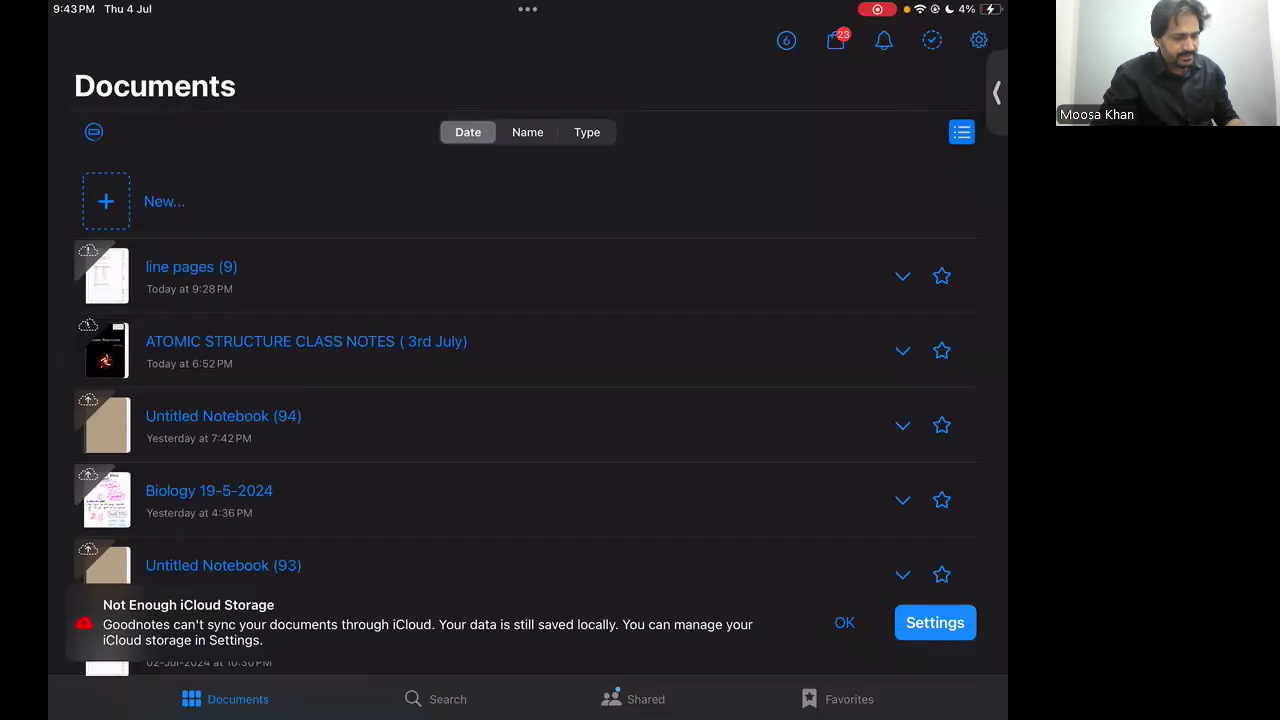 9:43 PM Thu 4 Jul
4%
6
23
Documents
Date Name Type
New...
line pages (9)
Today at 9:28 PM
ATOMIC STRUCTURE CLASS NOTES ( 3rd July)
Today at 6:52 PM
Untitled Notebook (94)
Yesterday at 7:42 PM
Biology 19-5-2024
Yesterday at 4:36 PM
Untitled Notebook (93)
Not Enough iCloud Storage
Goodnotes can't sync your documents through iCloud. Your data is still saved locally. You can manage your
iCloud storage in Settings.
OK
Settings
02-Jul-2024 at 10:30 PM
Documents Search Shared Favorites
Moosa Khan